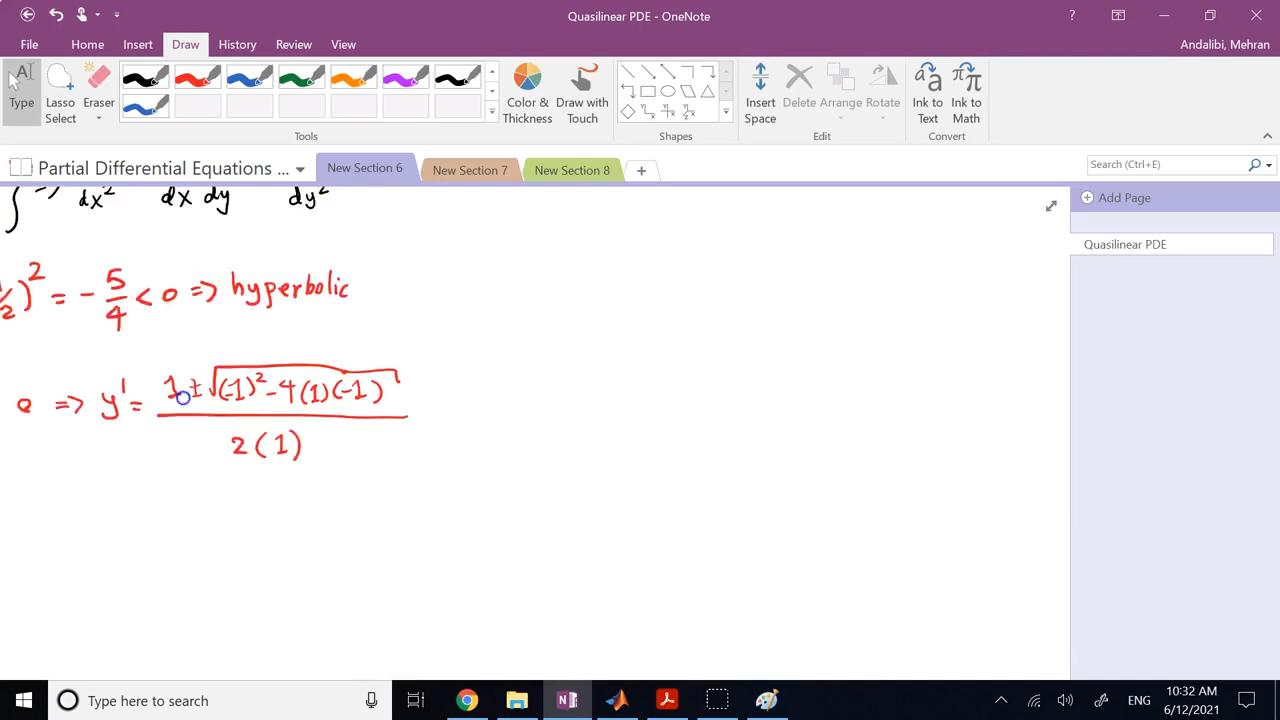 Quasilinear PDE - OneNote
File Home Insert Draw History Review View
Andalibi, Mehran
Type
Lasso Select
Eraser
Color & Thickness
Draw with Touch
Insert Space
Delete
Arrange
Rotate
Ink to Text
Ink to Math
Tools
Shapes
Edit
Convert
Partial Differential Equations ...
New Section 6
New Section 7
New Section 8
Search (Ctrl+E)
Add Page
Quasilinear PDE
∫ => dx² dx dy dy²
/2)² = - 5/4 < 0 => hyperbolic
0 => y' = (1 ± √((-1)² - 4(1)(-1))) / 2(1)
Type here to search
ENG
10:32 AM
6/12/2021